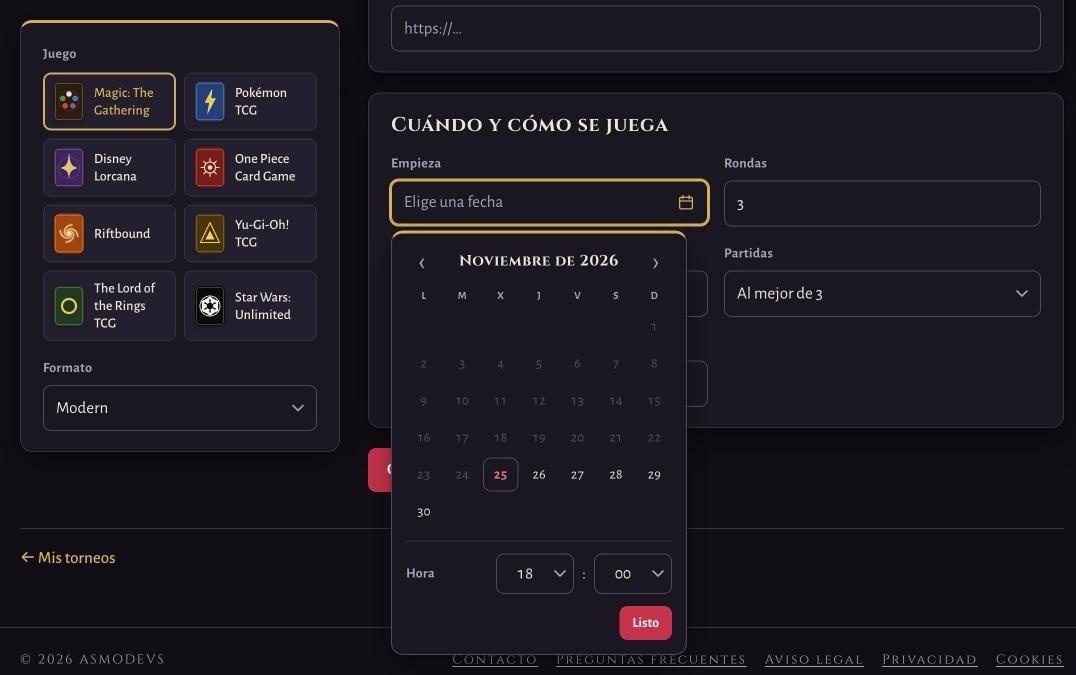 Juego
Magic: The
Gathering
Pokémon
TCG
Disney
Lorcana
One Piece
Card Game
Riftbound
Yu-Gi-Oh!
TCG
The Lord of
the Rings
TCG
Star Wars:
Unlimited
Formato
Modern
← Mis torneos
https://...
Cuándo y cómo se juega
Empieza
Elige una fecha
Rondas
3
Partidas
Al mejor de 3
‹ Noviembre de 2026 ›
L M X J V S D
1
2 3 4 5 6 7 8
9 10 11 12 13 14 15
16 17 18 19 20 21 22
23 24 25 26 27 28 29
30
Hora 18 : 00
Listo
© 2026 ASMODEVS
Contacto Preguntas frecuentes Aviso legal Privacidad Cookies